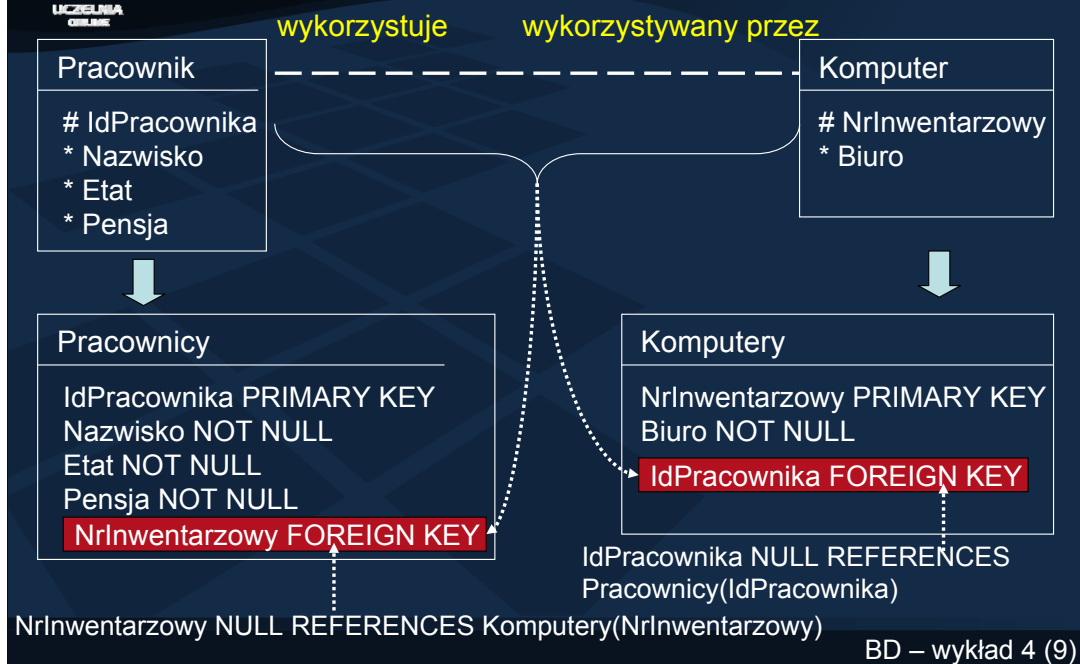 UCZELNIA
ONLINE
wykorzystuje wykorzystywany przez
Pracownik
# IdPracownika
* Nazwisko
* Etat
* Pensja
Komputer
# NrInwentarzowy
* Biuro
Pracownicy
IdPracownika PRIMARY KEY
Nazwisko NOT NULL
Etat NOT NULL
Pensja NOT NULL
NrInwentarzowy FOREIGN KEY
Komputery
NrInwentarzowy PRIMARY KEY
Biuro NOT NULL
IdPracownika FOREIGN KEY
IdPracownika NULL REFERENCES
Pracownicy(IdPracownika)
NrInwentarzowy NULL REFERENCES Komputery(NrInwentarzowy)
BD – wykład 4 (9)